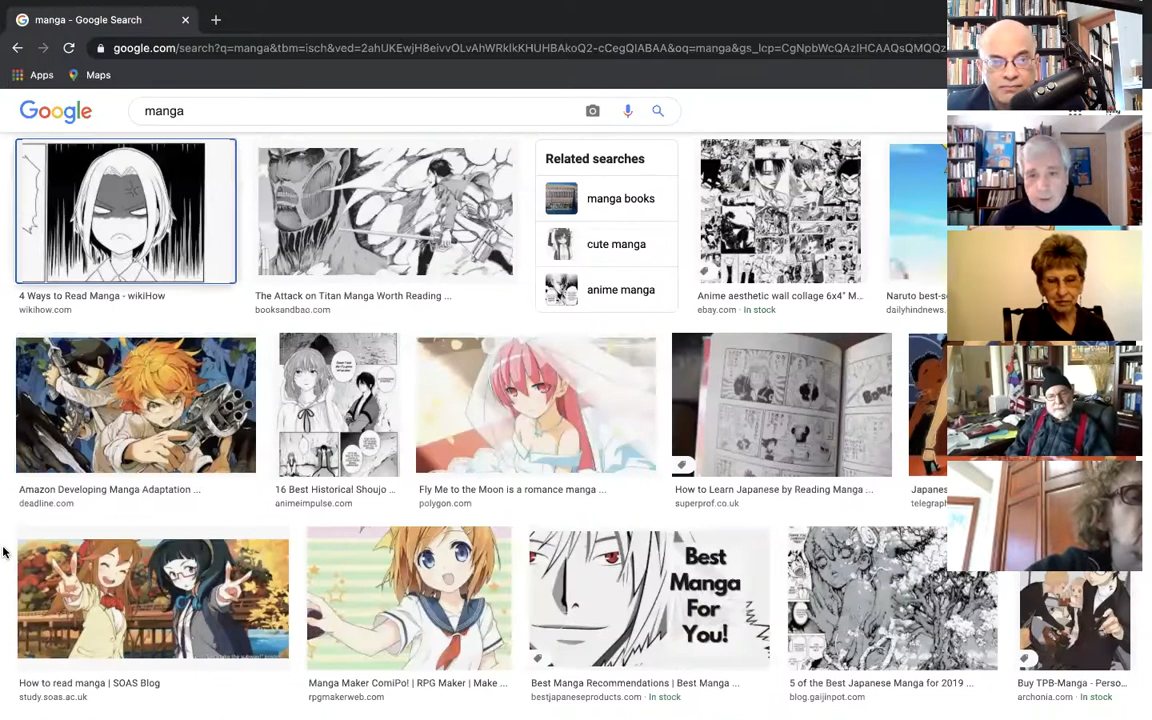 manga - Google Search
google.com/search?q=manga&tbm=isch&ved=2ahUKEwjH8eivvOLvAhWRkIkKHUHBAkoQ2-cCegQIABAA&oq=manga&gs_lcp=CgNpbWcQAzIHCAAQsQMQQz
Apps Maps
Google
manga
Related searches
manga books
cute manga
anime manga
4 Ways to Read Manga - wikiHow
wikihow.com
The Attack on Titan Manga Worth Reading ...
booksandbao.com
Anime aesthetic wall collage 6x4" M...
ebay.com · In stock
Naruto best-s
dailyhindnews.
Amazon Developing Manga Adaptation ...
deadline.com
16 Best Historical Shoujo ...
animeimpulse.com
Fly Me to the Moon is a romance manga ...
polygon.com
How to Learn Japanese by Reading Manga ...
superprof.co.uk
Japanes
telegraph
Best
Manga
For
You!
How to read manga | SOAS Blog
study.soas.ac.uk
Manga Maker ComiPo! | RPG Maker | Make ...
rpgmakerweb.com
Best Manga Recommendations | Best Manga ...
bestjapaneseproducts.com · In stock
5 of the Best Japanese Manga for 2019 ...
blog.gaijinpot.com
Buy TPB-Manga - Perso...
archonia.com · In stock